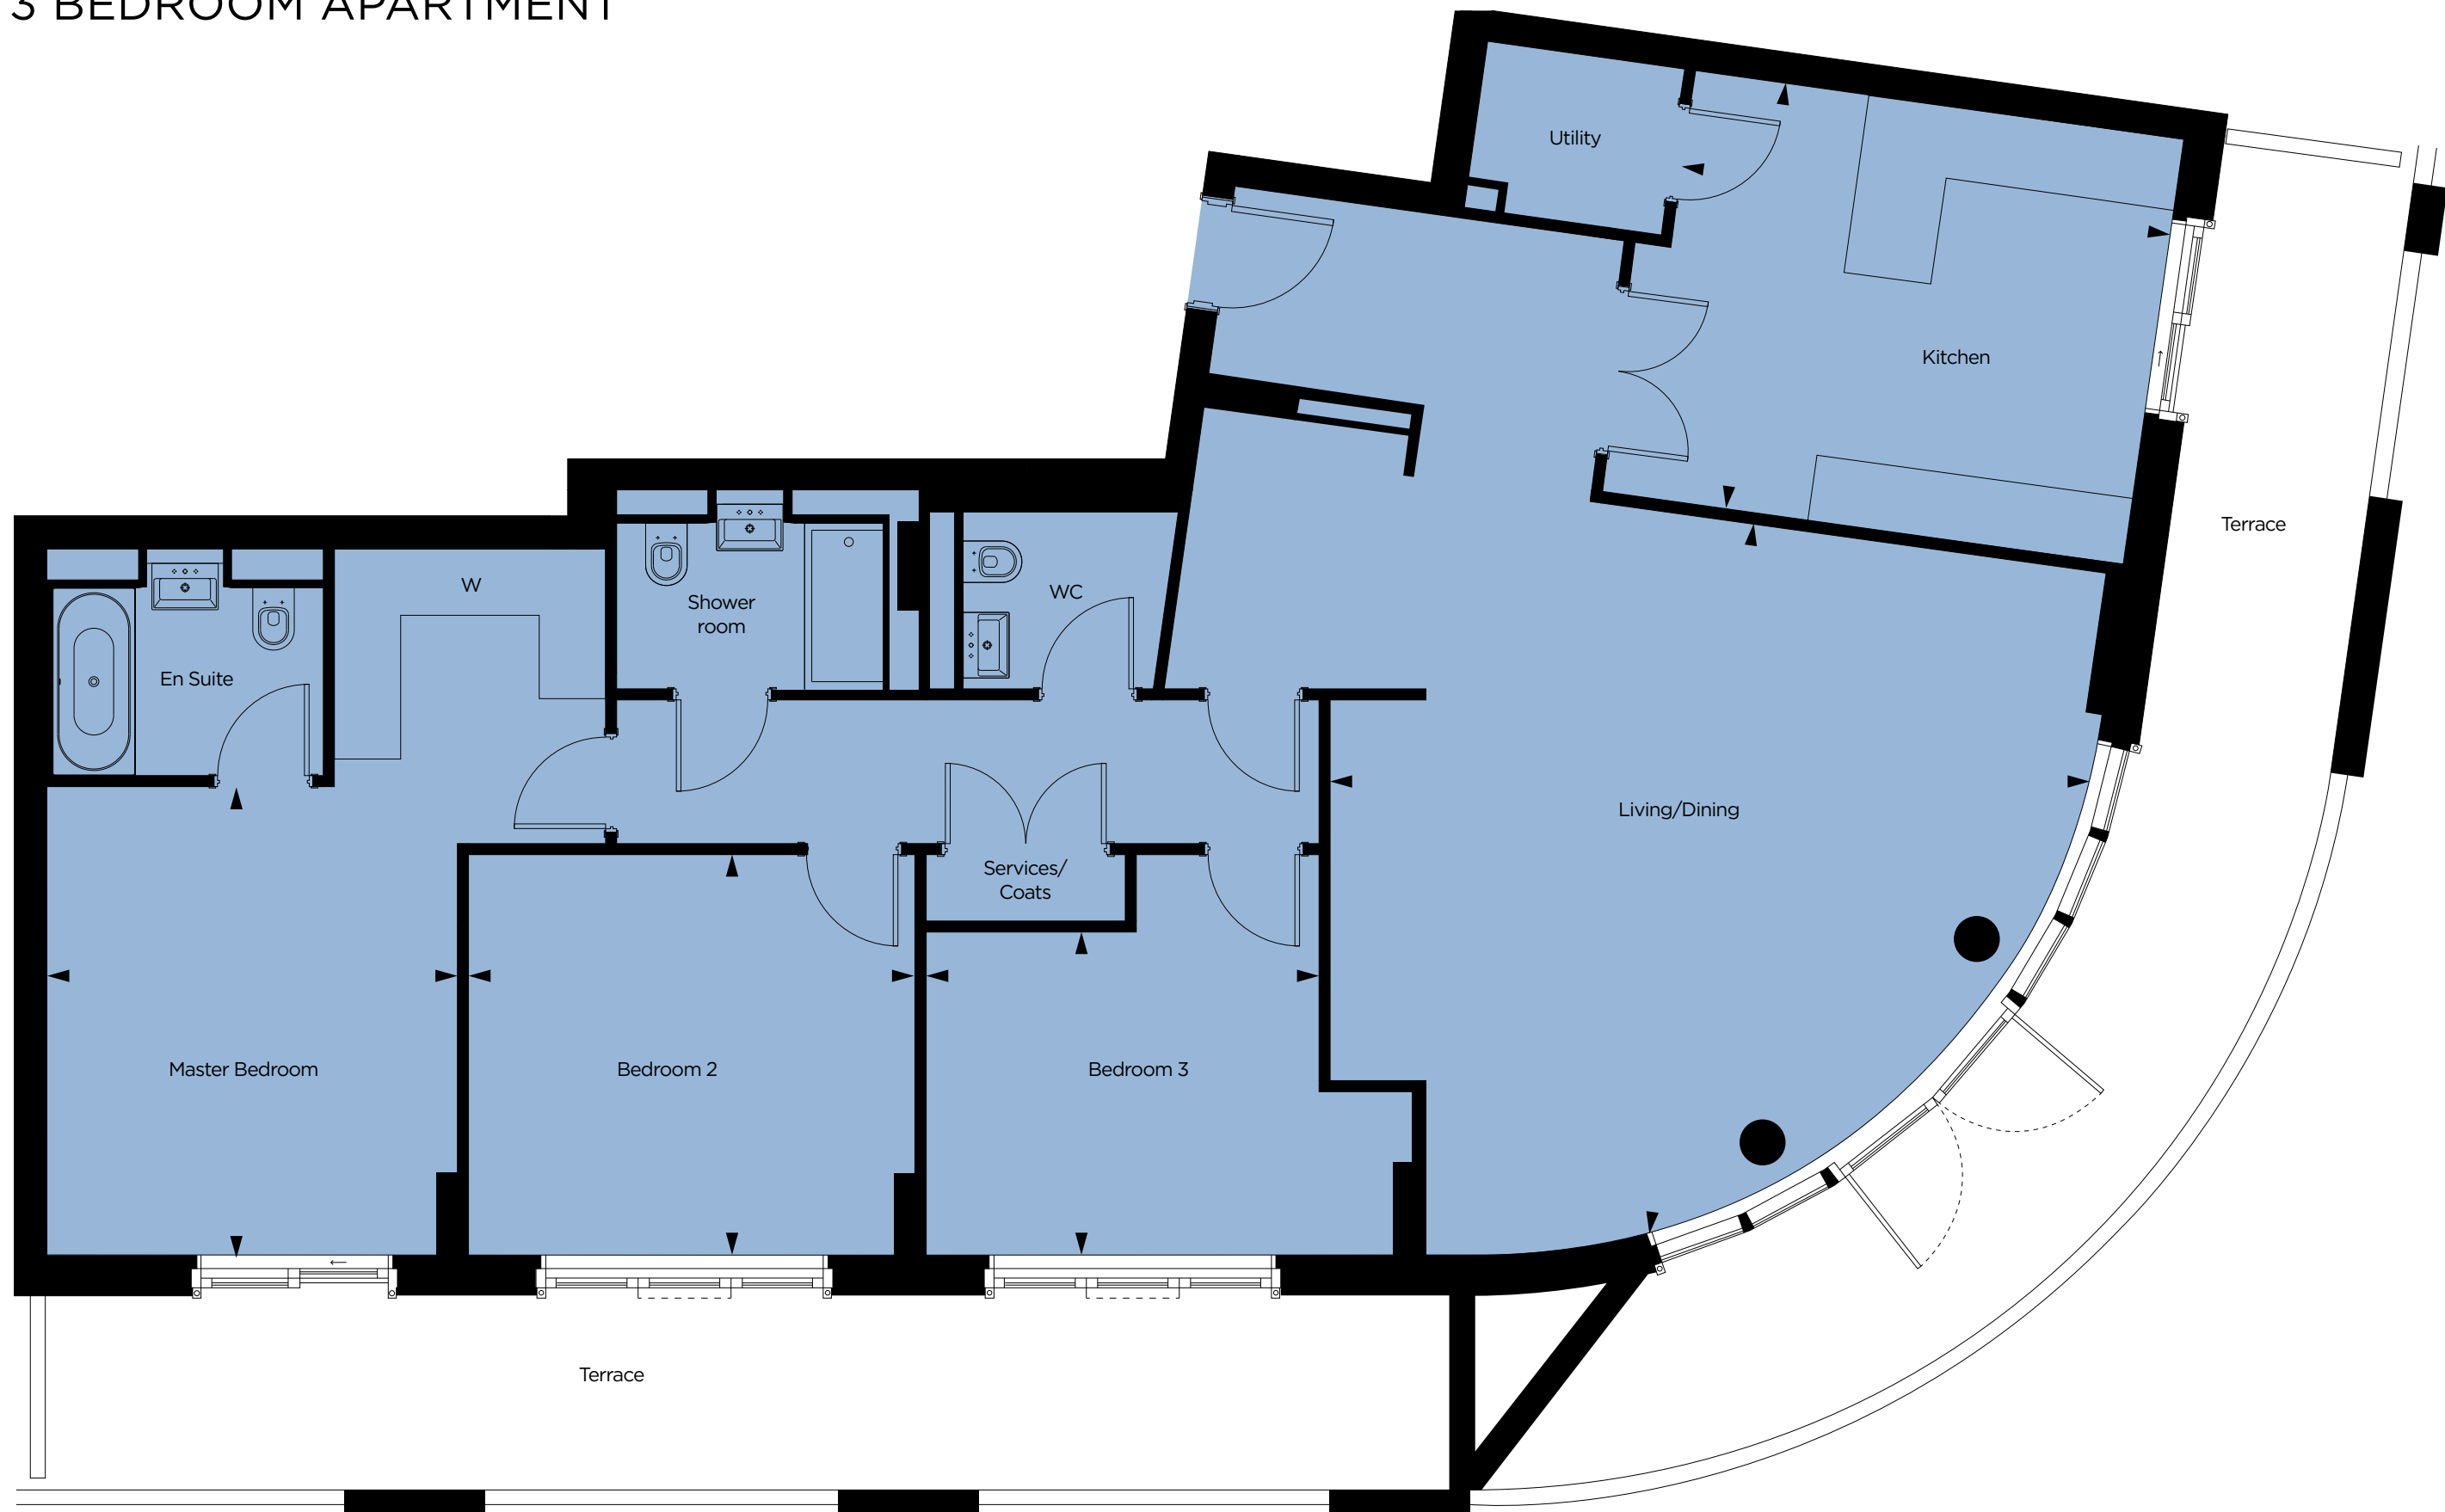 3 BEDROOM APARTMENT
Utility
Kitchen
Terrace
W
Shower
room
WC
En Suite
Living/Dining
Services/
Coats
Master Bedroom
Bedroom 2
Bedroom 3
Terrace